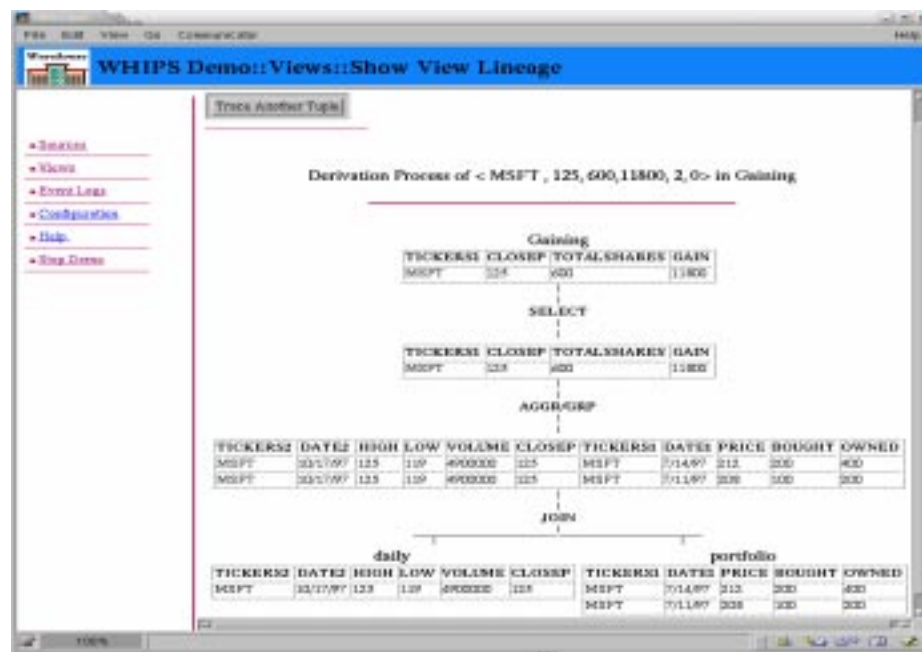 File Edit View Go Communicator Help
Warehouse
WHIPS Demo::Views::Show View Lineage
Trace Another Tuple
Sources
Views
Event Logs
Configuration
Help
Stop Demo
Derivation Process of < MSFT , 125, 600, 11800, 2, 0> in Gaining
Gaining
TICKERS1 CLOSEP TOTALSHARES GAIN
MSFT 125 600 11800
SELECT
TICKERS1 CLOSEP TOTALSHARES GAIN
MSFT 125 600 11800
AGGR/GRP
TICKERS2 DATE2 HIGH LOW VOLUME CLOSEP TICKERS1 DATE1 PRICE BOUGHT OWNED
MSFT 10/17/97 125 119 4900000 125 MSFT 7/14/97 212 200 400
MSFT 10/17/97 125 119 4900000 125 MSFT 7/11/97 208 100 200
JOIN
daily portfolio
TICKERS2 DATE2 HIGH LOW VOLUME CLOSEP TICKERS1 DATE1 PRICE BOUGHT OWNED
MSFT 10/17/97 125 119 4900000 125 MSFT 7/14/97 212 200 400
MSFT 7/11/97 208 100 200
100%